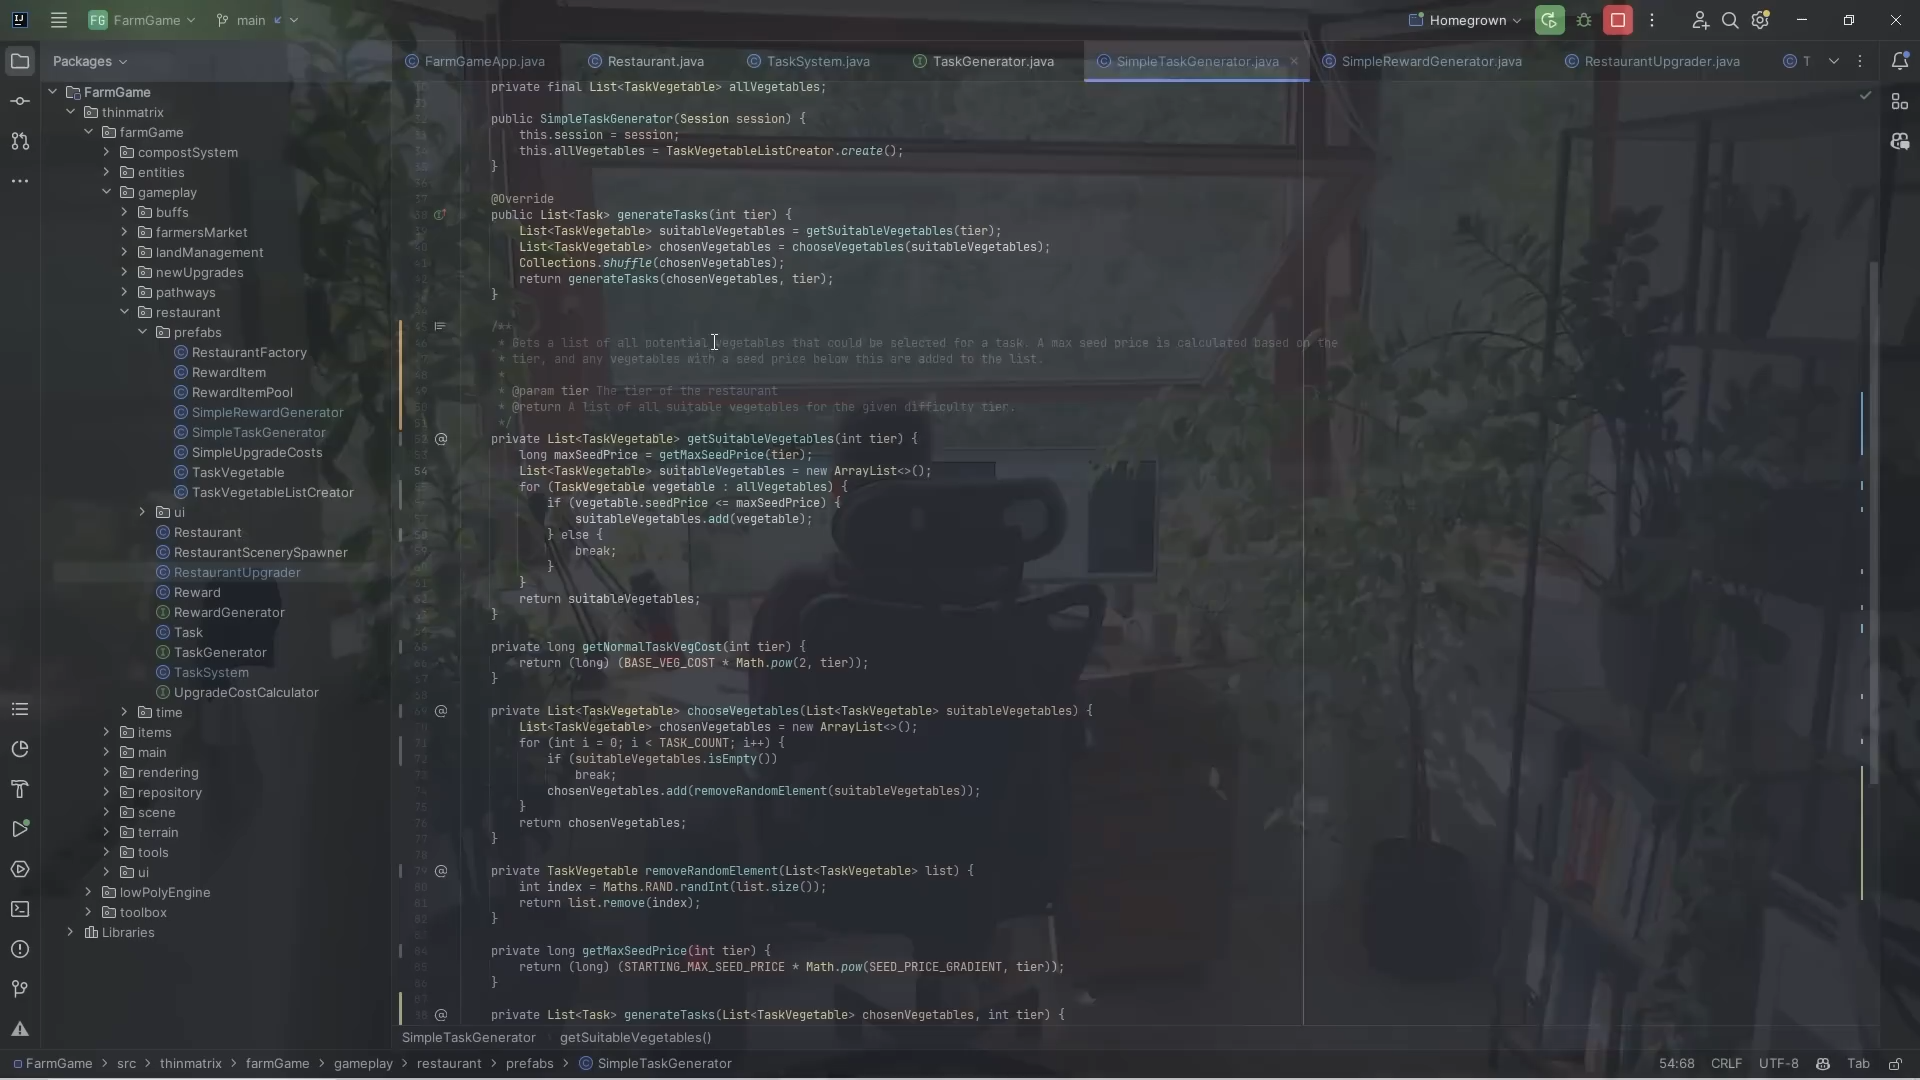 FG FarmGame main
Homegrown
Packages
FarmGameApp.java Restaurant.java TaskSystem.java TaskGenerator.java SimpleTaskGenerator.java SimpleRewardGenerator.java RestaurantUpgrader.java T
FarmGame
thinmatrix
farmGame
compostSystem
entities
gameplay
buffs
farmersMarket
landManagement
newUpgrades
pathways
restaurant
prefabs
RestaurantFactory
RewardItem
RewardItemPool
SimpleRewardGenerator
SimpleTaskGenerator
SimpleUpgradeCosts
TaskVegetable
TaskVegetableListCreator
ui
Restaurant
RestaurantScenerySpawner
RestaurantUpgrader
Reward
RewardGenerator
Task
TaskGenerator
TaskSystem
UpgradeCostCalculator
time
items
main
rendering
repository
scene
terrain
tools
ui
lowPolyEngine
toolbox
Libraries
private final List<TaskVegetable> allVegetables;
public SimpleTaskGenerator(Session session) {
this.session = session;
this.allVegetables = TaskVegetableListCreator.create();
}
@Override
public List<Task> generateTasks(int tier) {
List<TaskVegetable> suitableVegetables = getSuitableVegetables(tier);
List<TaskVegetable> chosenVegetables = chooseVegetables(suitableVegetables);
Collections.shuffle(chosenVegetables);
return generateTasks(chosenVegetables, tier);
}
/**
* Gets a list of all potential vegetables that could be selected for a task. A max seed price is calculated based on the
* tier, and any vegetables with a seed price below this are added to the list.
*
* @param tier The tier of the restaurant
* @return A list of all suitable vegetables for the given difficulty tier.
*/
private List<TaskVegetable> getSuitableVegetables(int tier) {
long maxSeedPrice = getMaxSeedPrice(tier);
54 List<TaskVegetable> suitableVegetables = new ArrayList<>();
for (TaskVegetable vegetable : allVegetables) {
if (vegetable.seedPrice <= maxSeedPrice) {
suitableVegetables.add(vegetable);
} else {
break;
}
}
return suitableVegetables;
}
private long getNormalTaskVegCost(int tier) {
return (long) (BASE_VEG_COST * Math.pow(2, tier));
}
private List<TaskVegetable> chooseVegetables(List<TaskVegetable> suitableVegetables) {
List<TaskVegetable> chosenVegetables = new ArrayList<>();
for (int i = 0; i < TASK_COUNT; i++) {
if (suitableVegetables.isEmpty())
break;
chosenVegetables.add(removeRandomElement(suitableVegetables));
}
return chosenVegetables;
}
private TaskVegetable removeRandomElement(List<TaskVegetable> list) {
int index = Maths.RAND.randInt(list.size());
return list.remove(index);
}
private long getMaxSeedPrice(int tier) {
return (long) (STARTING_MAX_SEED_PRICE * Math.pow(SEED_PRICE_GRADIENT, tier));
}
private List<Task> generateTasks(List<TaskVegetable> chosenVegetables, int tier) {
SimpleTaskGenerator getSuitableVegetables()
FarmGame > src > thinmatrix > farmGame > gameplay > restaurant > prefabs > SimpleTaskGenerator
54:68 CRLF UTF-8 Tab